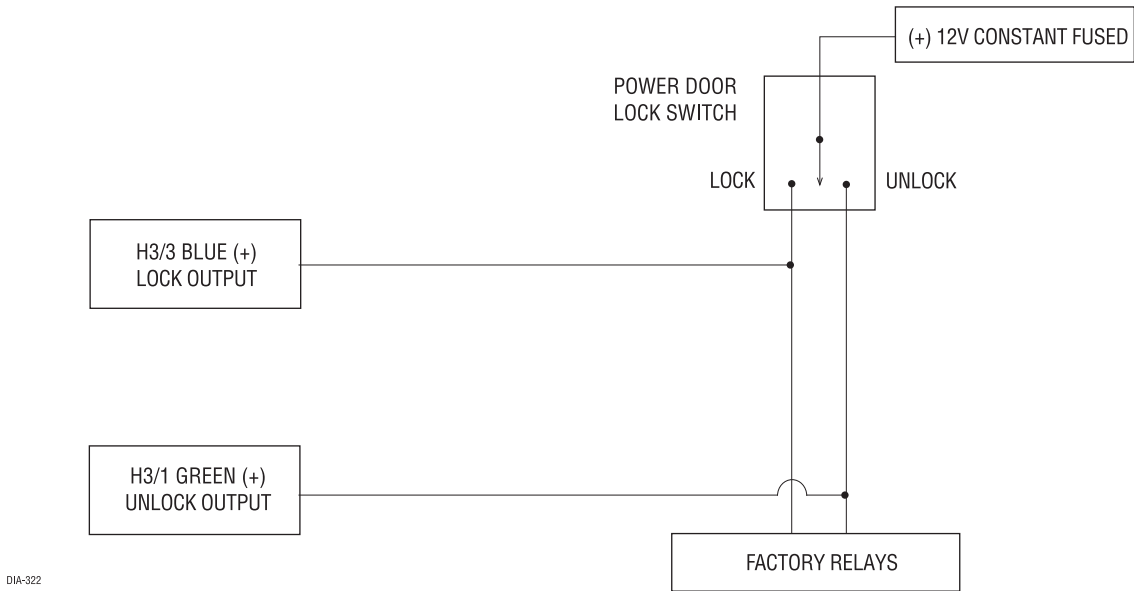 (+) 12V CONSTANT FUSED
POWER DOOR
LOCK SWITCH
LOCK
UNLOCK
H3/3 BLUE (+)
LOCK OUTPUT
H3/1 GREEN (+)
UNLOCK OUTPUT
FACTORY RELAYS
DIA-322